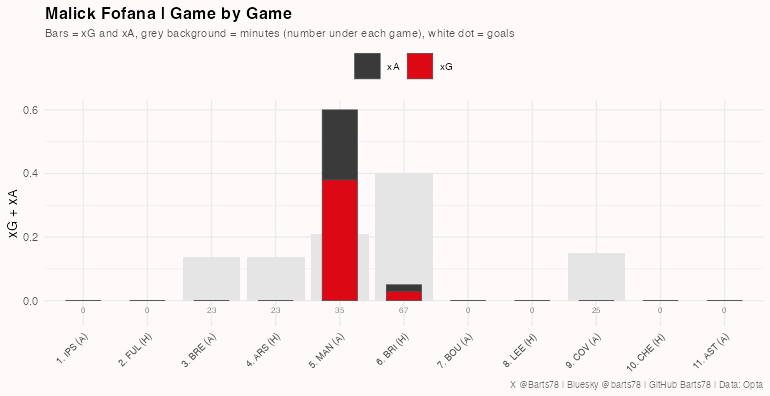 Malick Fofana | Game by Game
Bars = xG and xA, grey background = minutes (number under each game), white dot = goals
xA xG
xG + xA
0.6
0.4
0.2
0.0
0 0 23 23 35 67 0 0 25 0 0
1. IPS (A) 2. FUL (H) 3. BRE (A) 4. ARS (H) 5. MAN (A) 6. BRI (H) 7. BOU (A) 8. LEE (H) 9. COV (A) 10. CHE (H) 11. AST (A)
X @Barts78 | Bluesky @barts78 | GitHub Barts78 | Data: Opta